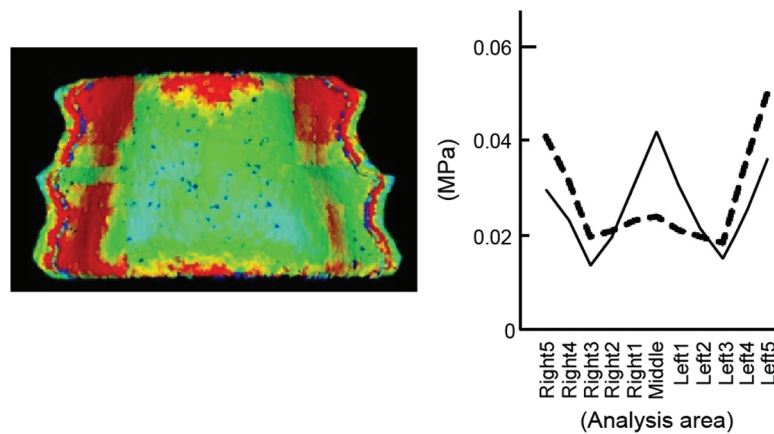 0.06
0.04
0.02
0
(MPa)
Right5
Right4
Right3
Right2
Right1
Middle
Left1
Left2
Left3
Left4
Left5
(Analysis area)